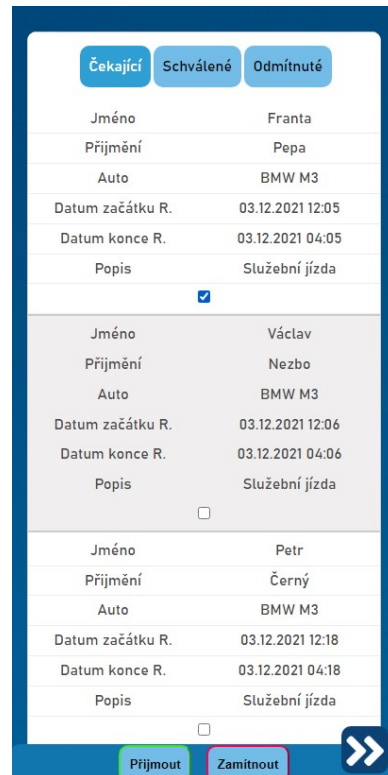 Čekající Schválené Odmítnuté
Jméno Franta
Přijmění Pepa
Auto BMW M3
Datum začátku R. 03.12.2021 12:05
Datum konce R. 03.12.2021 04:05
Popis Služební jízda
Jméno Václav
Přijmění Nezbo
Auto BMW M3
Datum začátku R. 03.12.2021 12:06
Datum konce R. 03.12.2021 04:06
Popis Služební jízda
Jméno Petr
Přijmění Černý
Auto BMW M3
Datum začátku R. 03.12.2021 12:18
Datum konce R. 03.12.2021 04:18
Popis Služební jízda
Přijmout Zamítnout